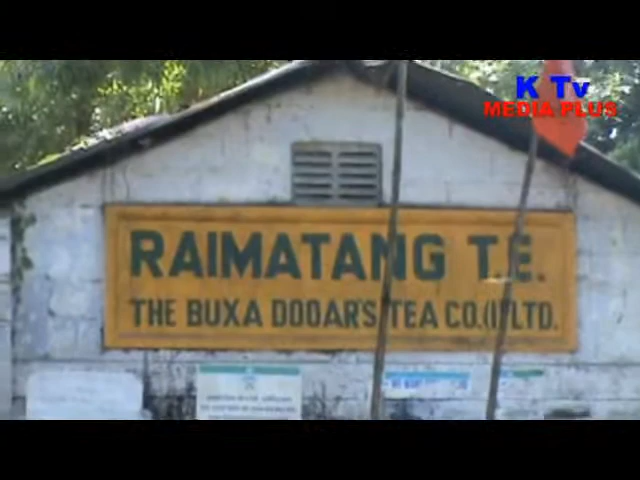 K Tv
MEDIA PLUS
RAIMATANG T.E.
THE BUXA DOOAR'S TEA CO.(I) LTD.